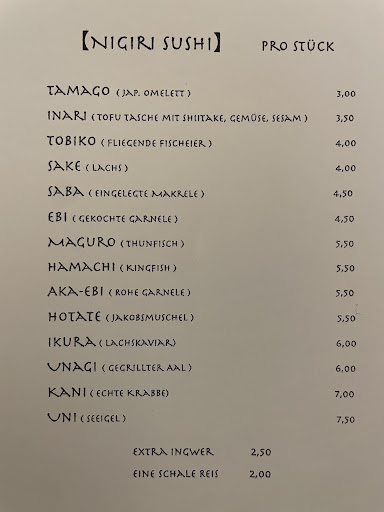 【NIGIRI SUSHI】 PRO STÜCK
TAMAGO ( JAP. OMELETT ) 3,00
INARI ( TOFU TASCHE MIT SHIITAKE, GEMÜSE, SESAM ) 3,50
TOBIKO ( FLIEGENDE FISCHEIER ) 4,00
SAKE ( LACHS ) 4,00
SABA ( EINGELEGTE MAKRELE ) 4,50
EBI ( GEKOCHTE GARNELE ) 4,50
MAGURO ( THUNFISCH ) 5,50
HAMACHI ( KINGFISH ) 5,50
AKA-EBI ( ROHE GARNELE ) 5,50
HOTATE ( JAKOBSMUSCHEL ) 5,50
IKURA ( LACHSKAVIAR) 6,00
UNAGI ( GEGRILLTER AAL ) 6,00
KANI ( ECHTE KRABBE) 7,00
UNI ( SEEIGEL ) 7,50
EXTRA INGWER 2,50
EINE SCHALE REIS 2,00